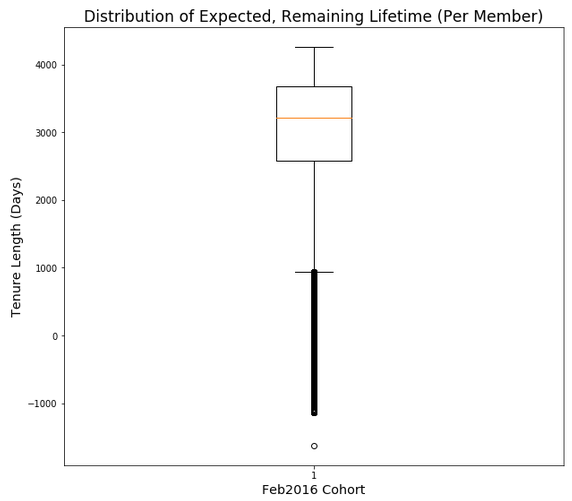 Distribution of Expected, Remaining Lifetime (Per Member)
Tenure Length (Days)
4000
3000
2000
1000
0
−1000
1
Feb2016 Cohort